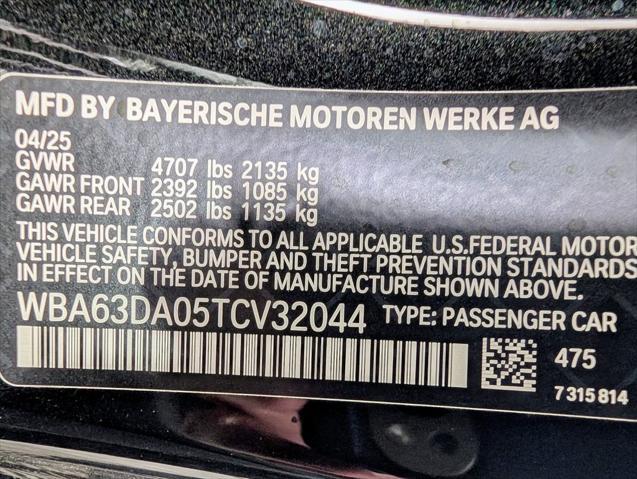 MFD BY BAYERISCHE MOTOREN WERKE AG
04/25
GVWR 4707 lbs 2135 kg
GAWR FRONT 2392 lbs 1085 kg
GAWR REAR 2502 lbs 1135 kg
THIS VEHICLE CONFORMS TO ALL APPLICABLE U.S.FEDERAL MOTOR
VEHICLE SAFETY, BUMPER AND THEFT PREVENTION STANDARDS
IN EFFECT ON THE DATE OF MANUFACTURE SHOWN ABOVE.
WBA63DA05TCV32044 TYPE: PASSENGER CAR
475
7 315 814